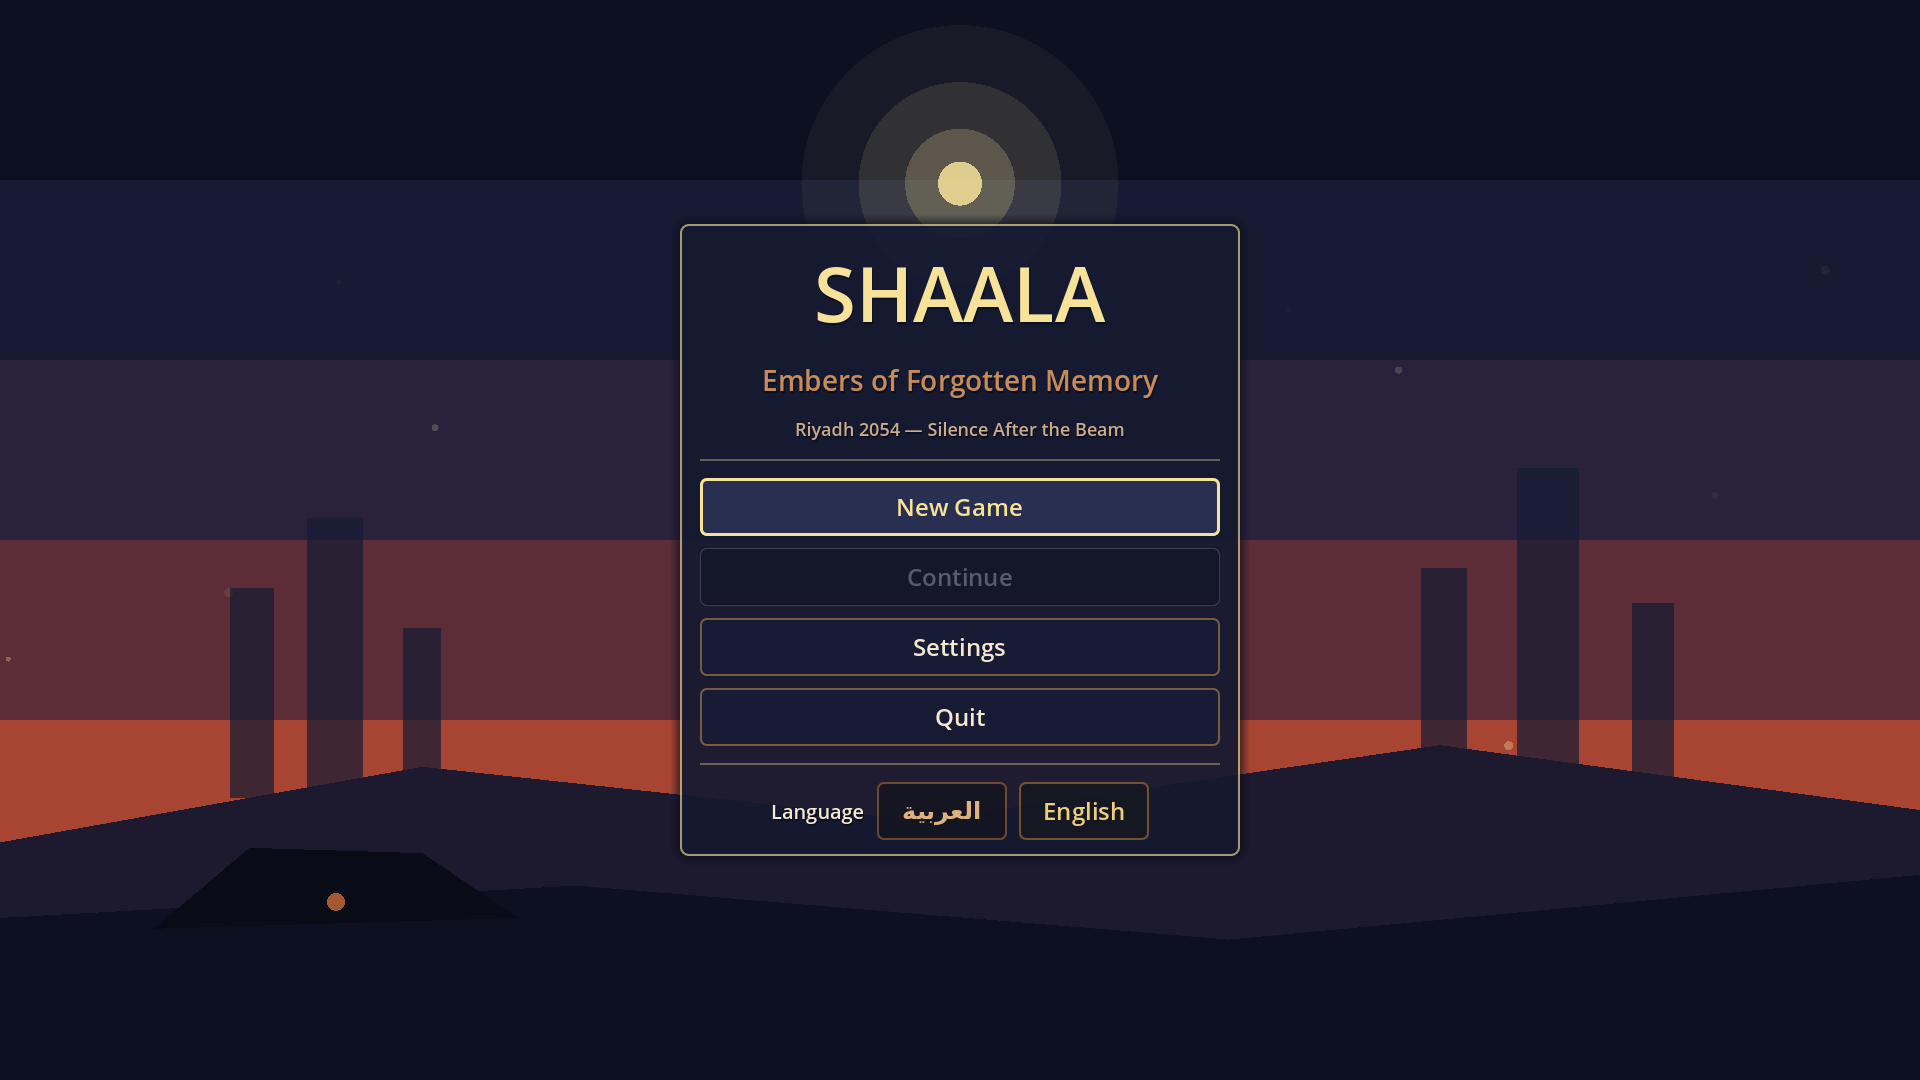 SHAALA
Embers of Forgotten Memory
Riyadh 2054 — Silence After the Beam
New Game
Continue
Settings
Quit
Language العربية English